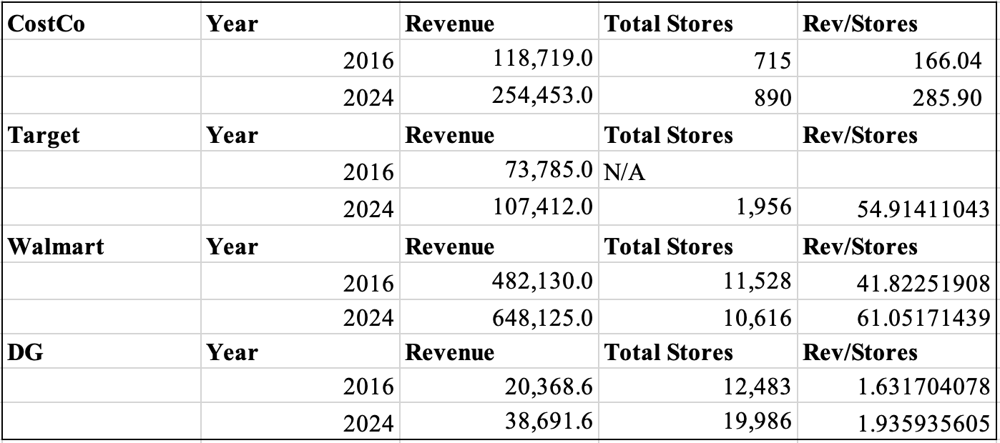 CostCo Year Revenue Total Stores Rev/Stores
2016 118,719.0 715 166.04
2024 254,453.0 890 285.90
Target Year Revenue Total Stores Rev/Stores
2016 73,785.0 N/A
2024 107,412.0 1,956 54.91411043
Walmart Year Revenue Total Stores Rev/Stores
2016 482,130.0 11,528 41.82251908
2024 648,125.0 10,616 61.05171439
DG Year Revenue Total Stores Rev/Stores
2016 20,368.6 12,483 1.631704078
2024 38,691.6 19,986 1.935935605